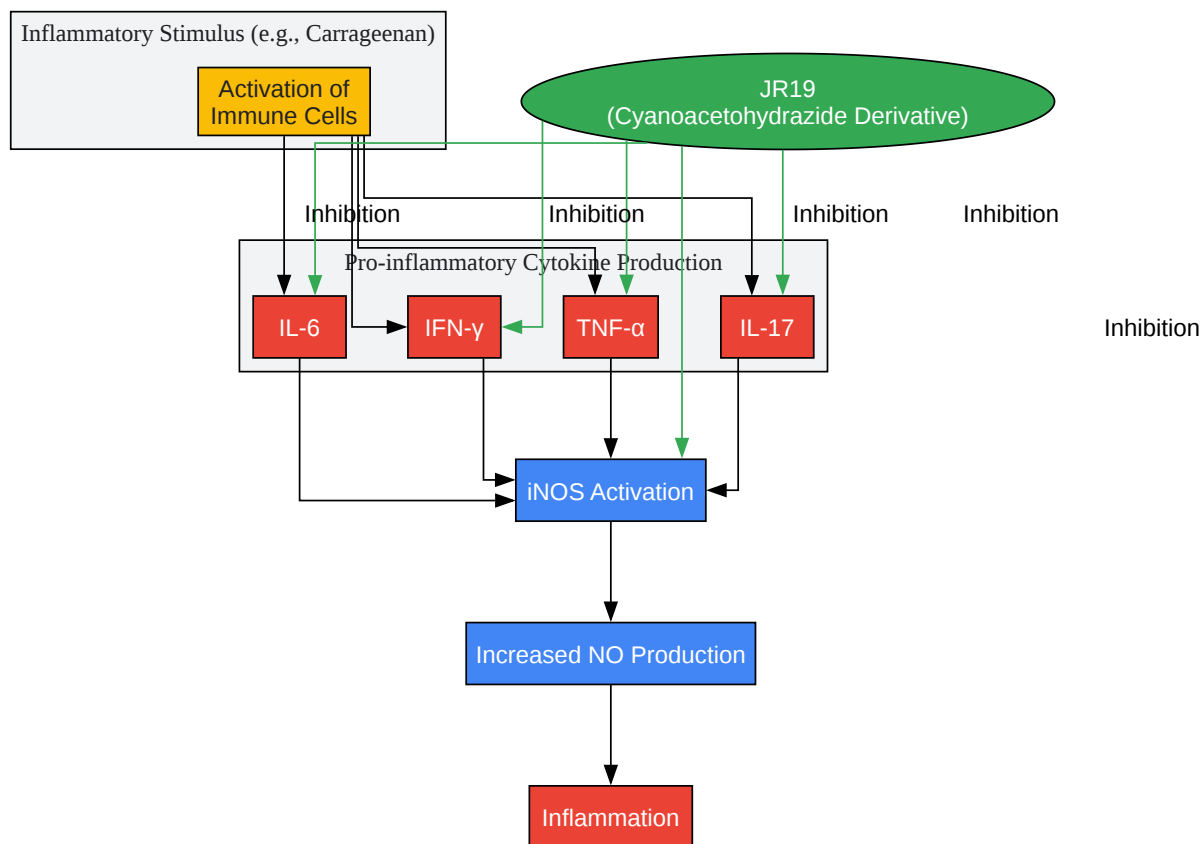 Inflammatory Stimulus (e.g., Carrageenan)
Activation of
Immune Cells
JR19
(Cyanoacetohydrazide Derivative)
Inhibition
Inhibition
Inhibition
Inhibition
Pro-inflammatory Cytokine Production
IL-6
IFN-γ
TNF-α
IL-17
Inhibition
iNOS Activation
Increased NO Production
Inflammation